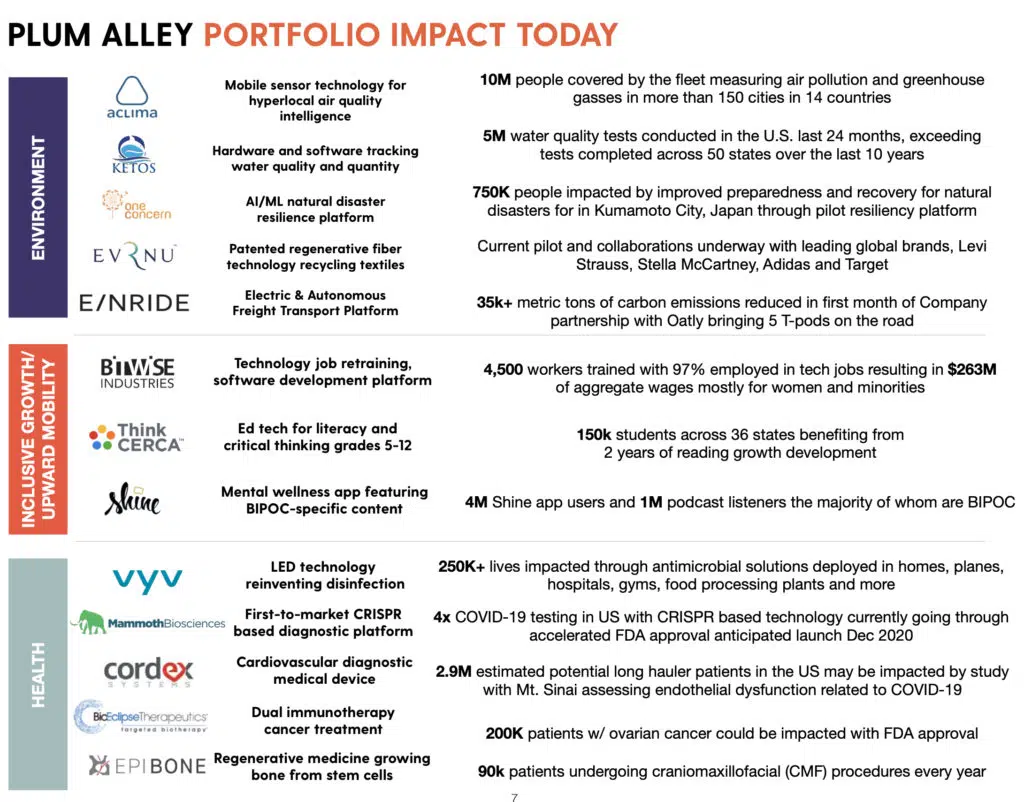 PLUM ALLEY PORTFOLIO IMPACT TODAY
ENVIRONMENT
ACLIMA
Mobile sensor technology for
hyperlocal air quality
intelligence
10M people covered by the fleet measuring air pollution and greenhouse
gasses in more than 150 cities in 14 countries
KETOS
Hardware and software tracking
water quality and quantity
5M water quality tests conducted in the U.S. last 24 months, exceeding
tests completed across 50 states over the last 10 years
one
concern
AI/ML natural disaster
resilience platform
750K people impacted by improved preparedness and recovery for natural
disasters for in Kumamoto City, Japan through pilot resiliency platform
EVRNU™
Patented regenerative fiber
technology recycling textiles
Current pilot and collaborations underway with leading global brands, Levi
Strauss, Stella McCartney, Adidas and Target
E/NRIDE
Electric & Autonomous
Freight Transport Platform
35k+ metric tons of carbon emissions reduced in first month of Company
partnership with Oatly bringing 5 T-pods on the road
INCLUSIVE GROWTH/
UPWARD MOBILITY
BITWISE
INDUSTRIES
Technology job retraining,
software development platform
4,500 workers trained with 97% employed in tech jobs resulting in $263M
of aggregate wages mostly for women and minorities
Think
CERCA™
Ed tech for literacy and
critical thinking grades 5-12
150k students across 36 states benefiting from
2 years of reading growth development
Shine
Mental wellness app featuring
BIPOC-specific content
4M Shine app users and 1M podcast listeners the majority of whom are BIPOC
HEALTH
vyv
LED technology
reinventing disinfection
250K+ lives impacted through antimicrobial solutions deployed in homes, planes,
hospitals, gyms, food processing plants and more
MammothBiosciences
First-to-market CRISPR
based diagnostic platform
4x COVID-19 testing in US with CRISPR based technology currently going through
accelerated FDA approval anticipated launch Dec 2020
cordex
SYSTEMS
Cardiovascular diagnostic
medical device
2.9M estimated potential long hauler patients in the US may be impacted by study
with Mt. Sinai assessing endothelial dysfunction related to COVID-19
BioEclipseTherapeutics
targeted biotherapy
Dual immunotherapy
cancer treatment
200K patients w/ ovarian cancer could be impacted with FDA approval
EPIBONE
Regenerative medicine growing
bone from stem cells
90k patients undergoing craniomaxillofacial (CMF) procedures every year
7